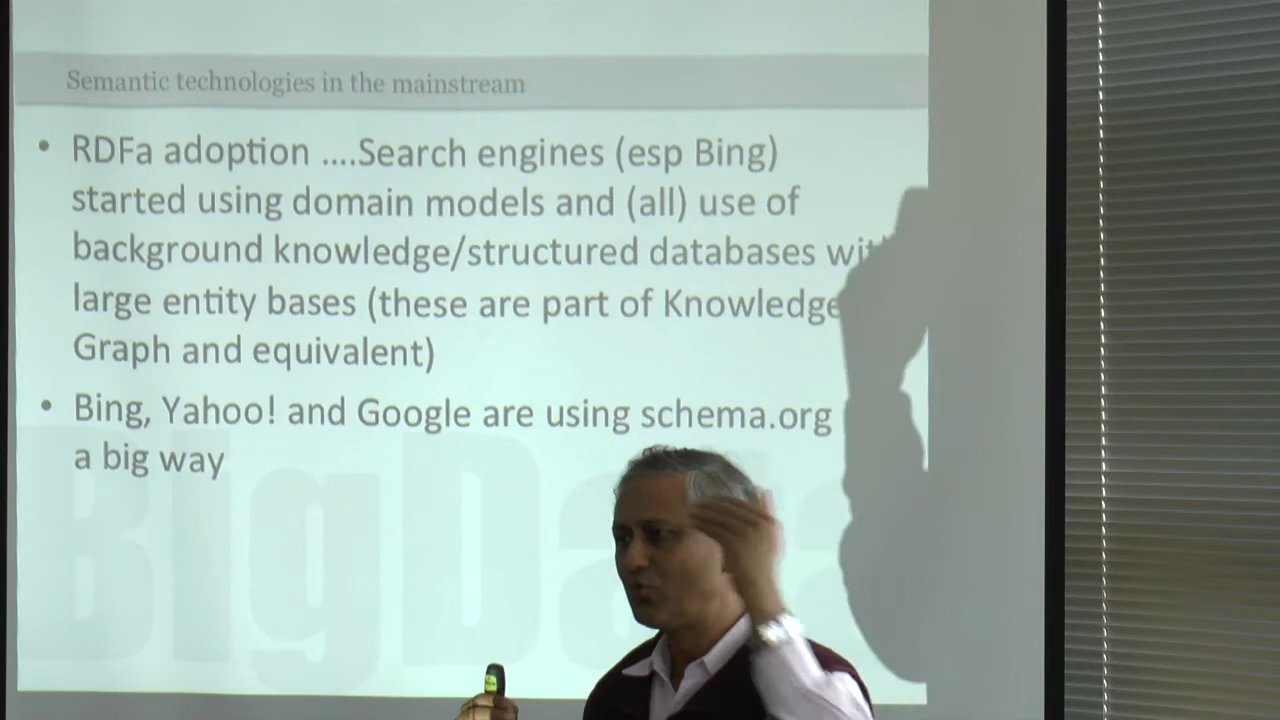 Semantic technologies in the mainstream
• RDFa adoption ....Search engines (esp Bing)
started using domain models and (all) use of
background knowledge/structured databases
large entity bases (these are part of Knowledge
Graph and equivalent)
• Bing, Yahoo! and Google are using schema.org
a big way
BigData